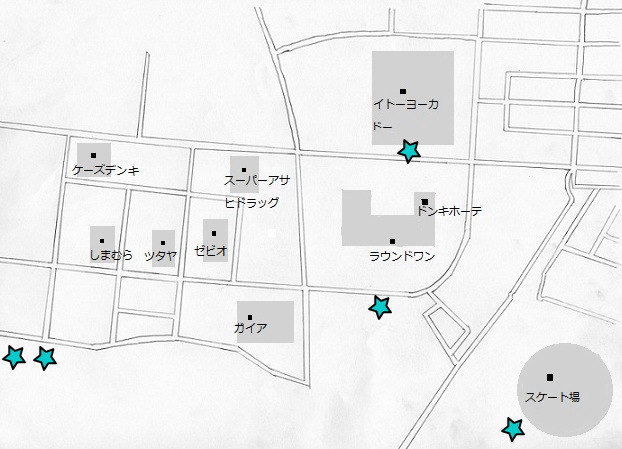 イトーヨーカ
ドー
ケーズデンキ
スーパーアサ
ヒドラッグ
ドンキホーテ
しまむら
ツタヤ
ゼビオ
ラウンドワン
ガイア
スケート場